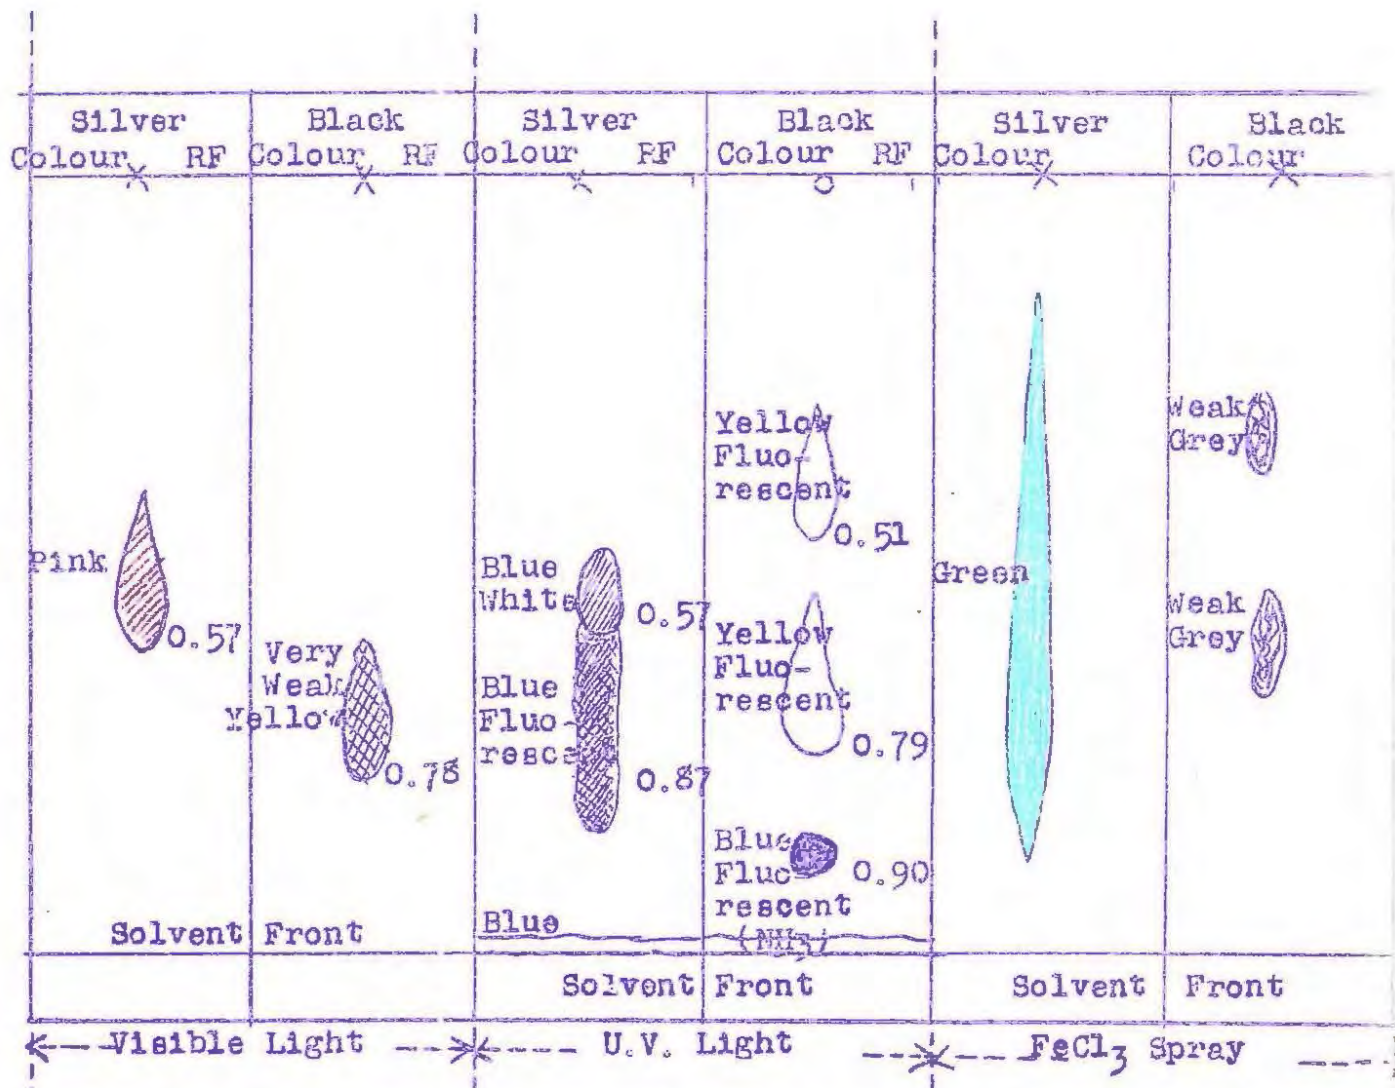 Silver Black Silver Black Silver Black
Colour RF Colour RF Colour RF Colour RF Colour Colour
Pink
0.57
Very
Weak
Yellow
0.78
Blue
White
0.57
Blue
Fluo-
resce
0.87
Yellow
Fluo-
rescent
0.51
Yellow
Fluo-
rescent
0.79
Blue
Fluo-
rescent
(NH3)
0.90
Green
Weak
Grey
Weak
Grey
Solvent Front
Blue
Solvent Front
Solvent Front
Visible Light
U.V. Light
FeCl3 Spray